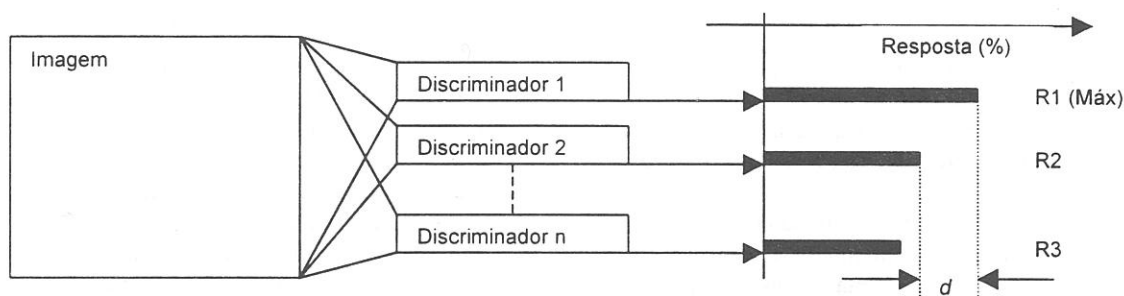 Imagem
Resposta (%)
Discriminador 1
R1 (Máx)
Discriminador 2
R2
Discriminador n
R3
d